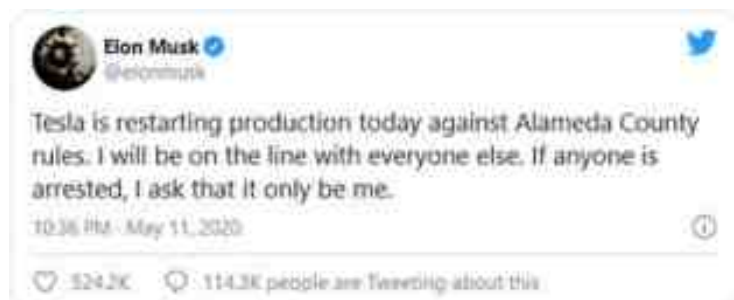 Elon Musk
@elonmusk
Tesla is restarting production today against Alameda County
rules. I will be on the line with everyone else. If anyone is
arrested, I ask that it only be me.
10:36 PM · May 11, 2020
524.2K 114.3K people are Tweeting about this